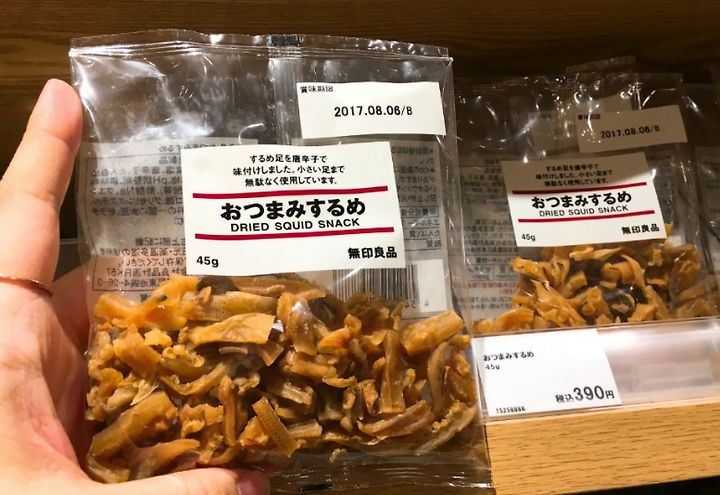 賞味期限
2017.08.06/B
するめ足を唐辛子で
味付けしました。小さい足まで
無駄なく使用しています。
おつまみするめ
DRIED SQUID SNACK
45g
無印良品
賞味期限
2017.08.06/B
するめ足を唐辛子で
味付けしました。小さい足まで
無駄なく使用しています。
おつまみするめ
DRIED SQUID SNACK
45g
無印良品
おつまみするめ
45g
税込390円
15258888